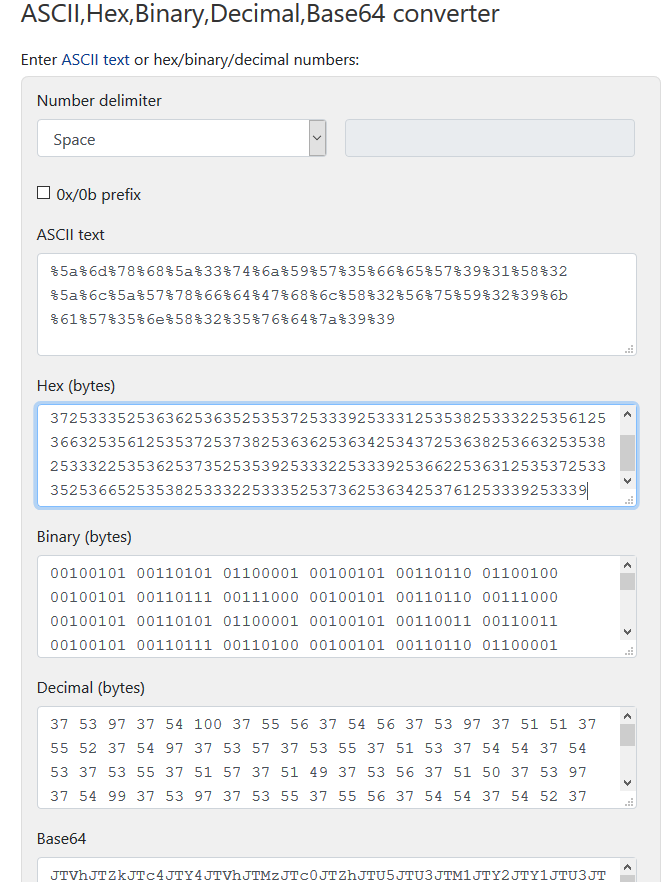 ASCII,Hex,Binary,Decimal,Base64 converter
Enter ASCII text or hex/binary/decimal numbers:
Number delimiter
Space
0x/0b prefix
ASCII text
%5a%6d%78%68%5a%33%74%6a%59%57%35%66%65%57%39%31%58%32
%5a%6c%5a%57%78%66%64%47%68%6c%58%32%56%75%59%32%39%6b
%61%57%35%6e%58%32%35%76%64%7a%39%39
Hex (bytes)
3725333525363625363525353725333925333125353825333225356125
3663253561253537253738253636253634253437253638253663253538
2533322535362537352535392533322533392536622536312535372533
35253665253538253332253335253736253634253761253339253339
Binary (bytes)
00100101 00110101 01100001 00100101 00110110 01100100
00100101 00110111 00111000 00100101 00110110 00111000
00100101 00110101 01100001 00100101 00110011 00110011
00100101 00110111 00110100 00100101 00110110 01100001
Decimal (bytes)
37 53 97 37 54 100 37 55 56 37 54 56 37 53 97 37 51 51 37
55 52 37 54 97 37 53 57 37 53 55 37 51 53 37 54 54 37 54
53 37 53 55 37 51 57 37 51 49 37 53 56 37 51 50 37 53 97
37 54 99 37 53 97 37 53 55 37 55 56 37 54 54 37 54 52 37
Base64
JTVhJTZkJTc4JTY4JTVhJTMzJTc0JTZhJTU5JTU3JTM1JTY2JTY1JTU3JT